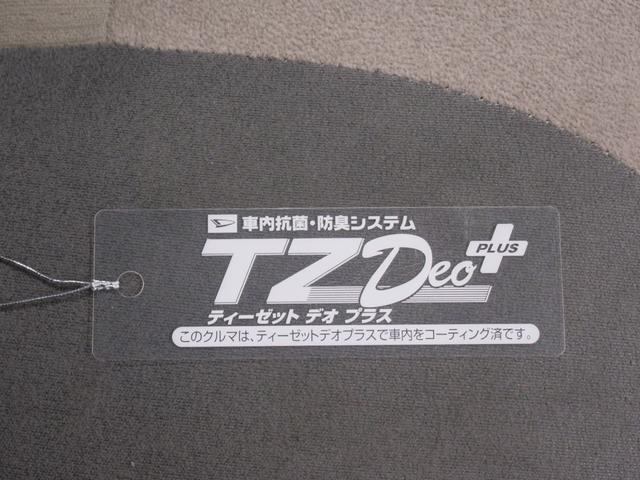 車内抗菌・防臭システム
TZ Deo PLUS
ティーゼット デオ プラス
このクルマは、ティーゼットデオプラスで車内をコーティング済です。